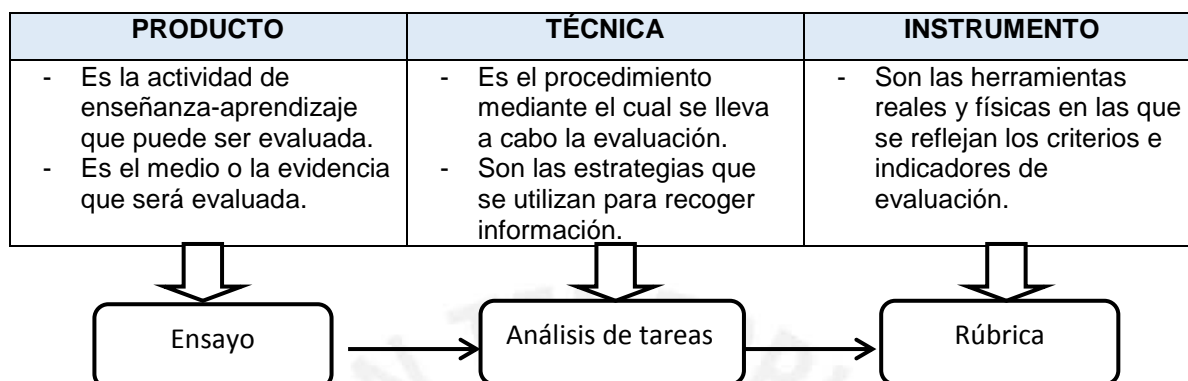 PRODUCTO
- Es la actividad de
enseñanza-aprendizaje
que puede ser evaluada.
- Es el medio o la evidencia
que será evaluada.
TÉCNICA
- Es el procedimiento
mediante el cual se lleva
a cabo la evaluación.
- Son las estrategias que
se utilizan para recoger
información.
INSTRUMENTO
- Son las herramientas
reales y físicas en las que
se reflejan los criterios e
indicadores de
evaluación.
Ensayo
Análisis de tareas
Rúbrica